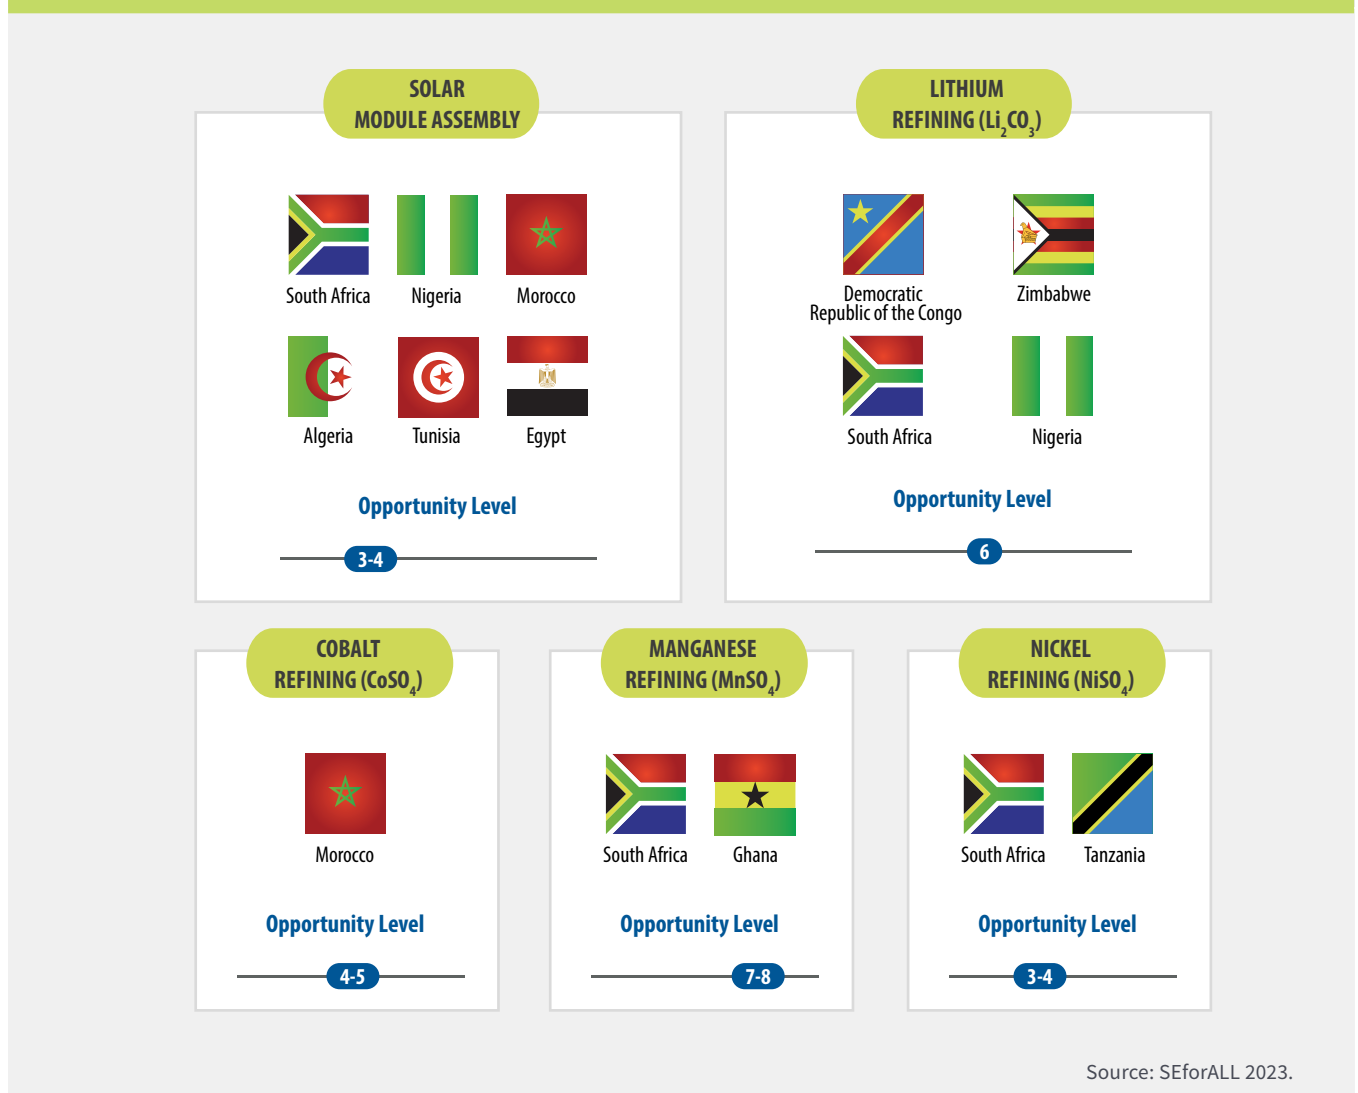 SOLAR
MODULE ASSEMBLY
South Africa
Nigeria
Morocco
Algeria
Tunisia
Egypt
Opportunity Level
3-4
LITHIUM
REFINING (Li₂CO₃)
Democratic
Republic of the Congo
Zimbabwe
South Africa
Nigeria
Opportunity Level
6
COBALT
REFINING (CoSO₄)
Morocco
Opportunity Level
4-5
MANGANESE
REFINING (MnSO₄)
South Africa
Ghana
Opportunity Level
7-8
NICKEL
REFINING (NiSO₄)
South Africa
Tanzania
Opportunity Level
3-4
Source: SEforALL 2023.